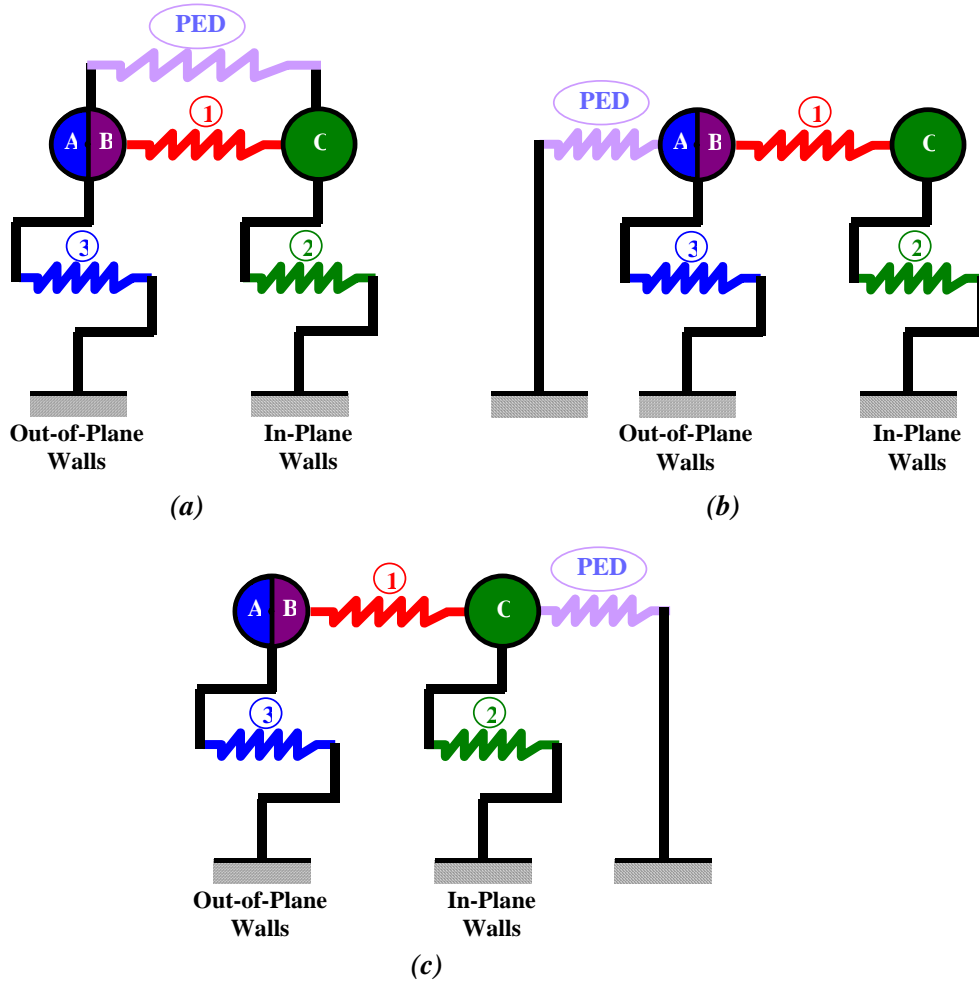 PED
1
A B
C
3
2
Out-of-Plane
Walls
In-Plane
Walls
(a)
PED
1
A B
C
3
2
Out-of-Plane
Walls
In-Plane
Walls
(b)
PED
1
A B
C
3
2
Out-of-Plane
Walls
In-Plane
Walls
(c)